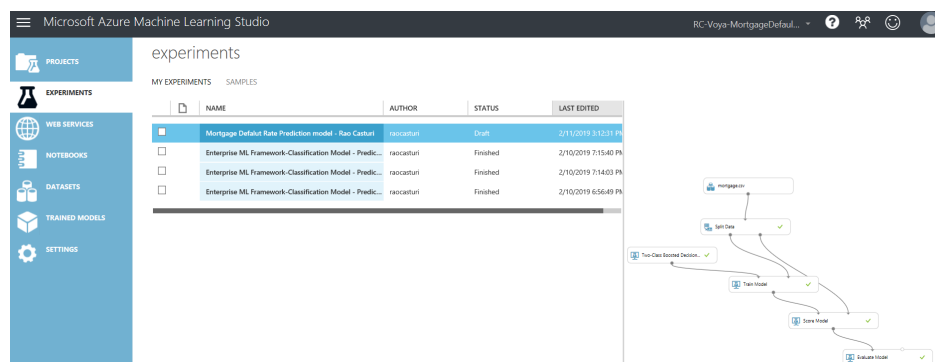 Microsoft Azure Machine Learning Studio
RC-Voya-MortgageDefaul...
?
PROJECTS
EXPERIMENTS
WEB SERVICES
NOTEBOOKS
DATASETS
TRAINED MODELS
SETTINGS
experiments
MY EXPERIMENTS SAMPLES
NAME AUTHOR STATUS LAST EDITED
Mortgage Defalut Rate Prediction model - Rao Casturi raocasturi Draft 2/11/2019 3:12:31 PM
Enterprise ML Framework-Classification Model - Predic... raocasturi Finished 2/10/2019 7:15:40 PM
Enterprise ML Framework-Classification Model - Predic... raocasturi Finished 2/10/2019 7:14:03 PM
Enterprise ML Framework-Classification Model - Predic... raocasturi Finished 2/10/2019 6:56:49 PM
mortgage.csv
Split Data
Two-Class Boosted Decision...
Train Model
Score Model
Evaluate Model